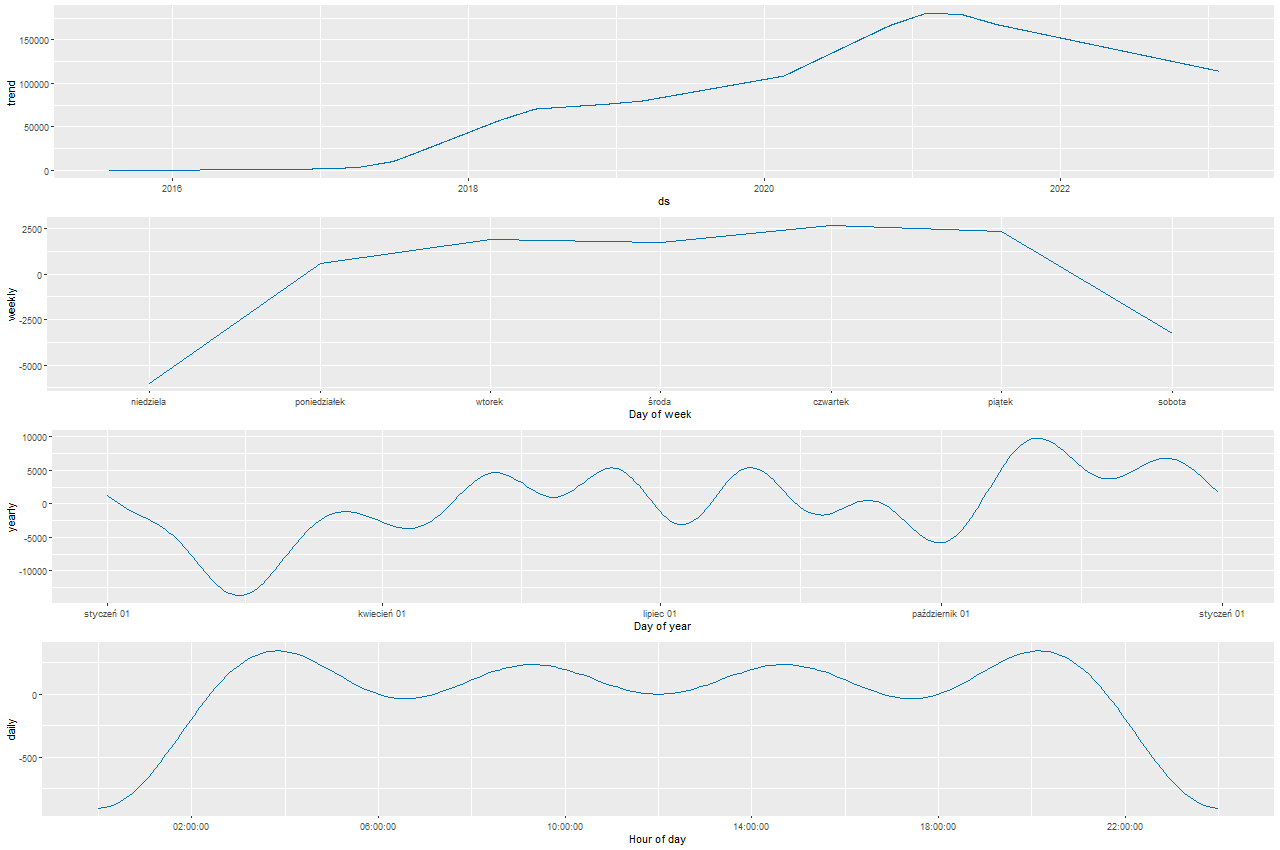 trend
150000
100000
50000
0
2016 2018 2020 2022
ds
weekly
2500
0
-2500
-5000
niedziela poniedziałek wtorek środa czwartek piątek sobota
Day of week
yearly
10000
5000
0
-5000
-10000
styczeń 01 kwiecień 01 lipiec 01 październik 01 styczeń 01
Day of year
daily
0
-500
02:00:00 06:00:00 10:00:00 14:00:00 18:00:00 22:00:00
Hour of day